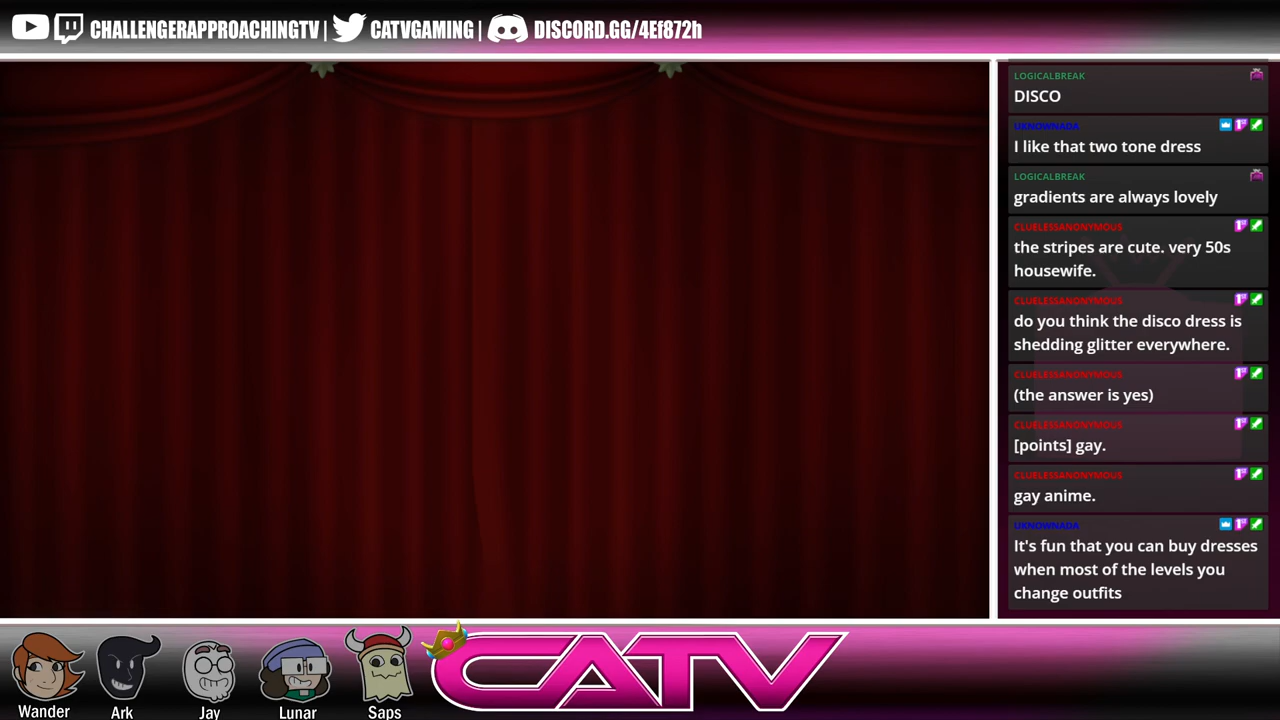 CHALLENGERAPPROACHINGTV | CATVGAMING | DISCORD.GG/4Ef872h
LOGICALBREAK
DISCO
UKNOWNADA
I like that two tone dress
LOGICALBREAK
gradients are always lovely
CLUELESSANONYMOUS
the stripes are cute. very 50s
housewife.
CLUELESSANONYMOUS
do you think the disco dress is
shedding glitter everywhere.
CLUELESSANONYMOUS
(the answer is yes)
CLUELESSANONYMOUS
[points] gay.
CLUELESSANONYMOUS
gay anime.
UKNOWNADA
It's fun that you can buy dresses
when most of the levels you
change outfits
CATV
Wander
Ark
Jay
Lunar
Saps